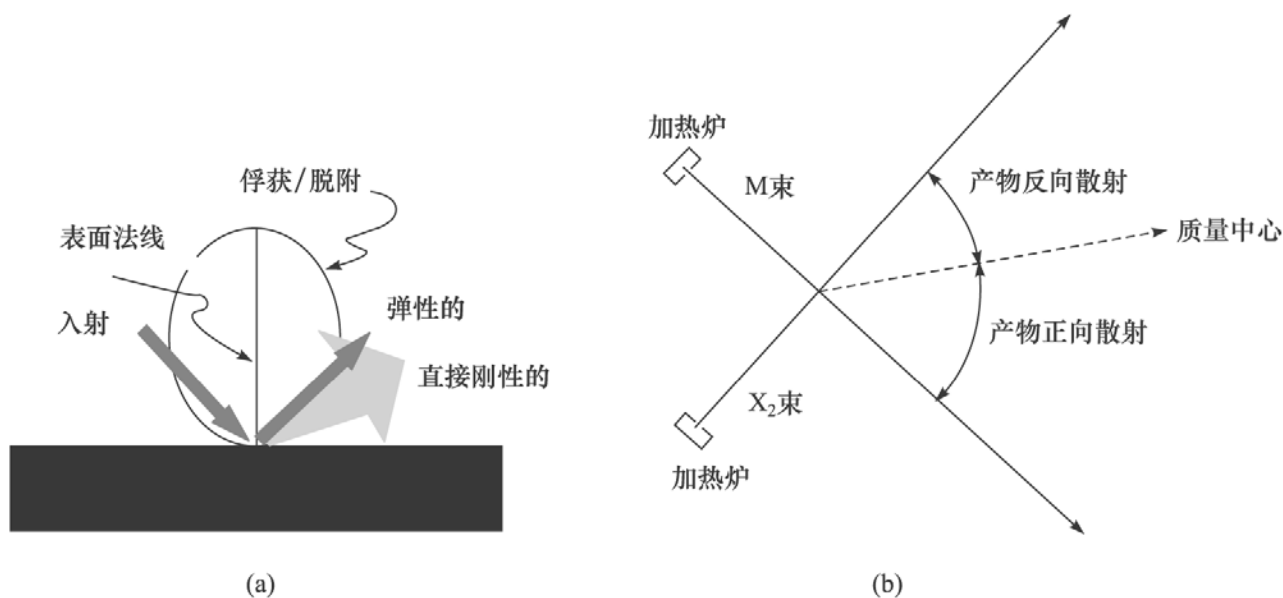 俘获/脱附
表面法线
入射
弹性的
直接刚性的
(a)
加热炉
M束
产物反向散射
质量中心
产物正向散射
X₂束
加热炉
(b)